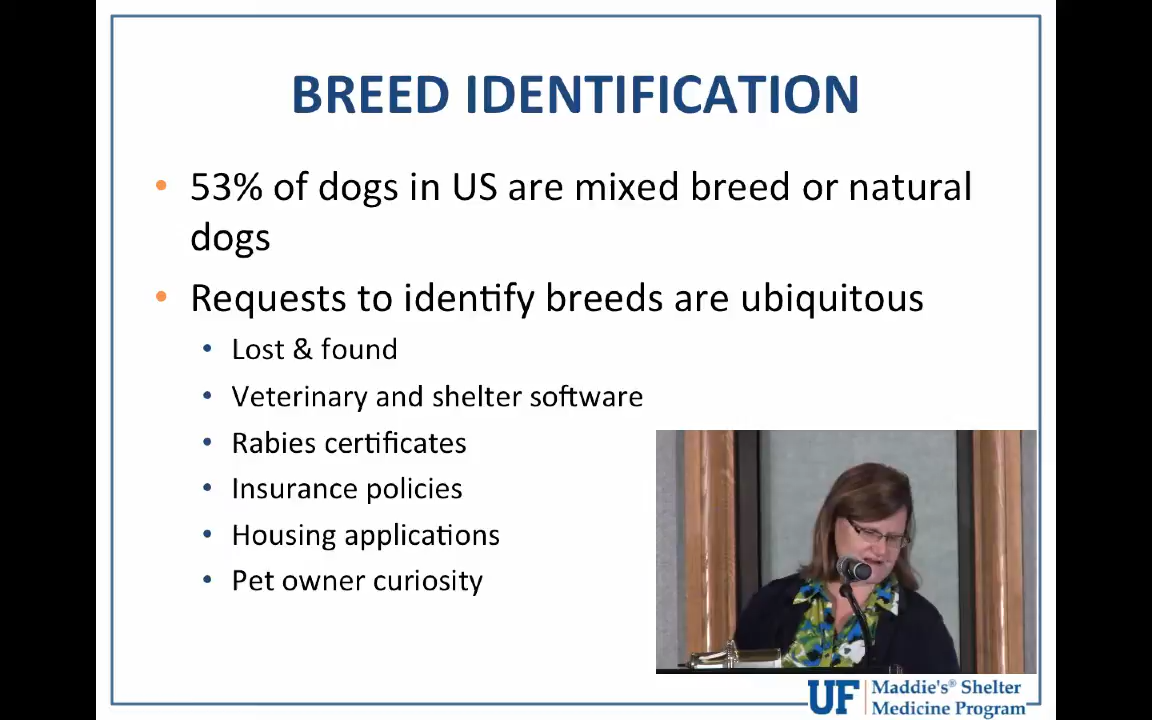 BREED IDENTIFICATION
• 53% of dogs in US are mixed breed or natural
dogs
• Requests to identify breeds are ubiquitous
• Lost & found
• Veterinary and shelter software
• Rabies certificates
• Insurance policies
• Housing applications
• Pet owner curiosity
UF Maddie's® Shelter
Medicine Program